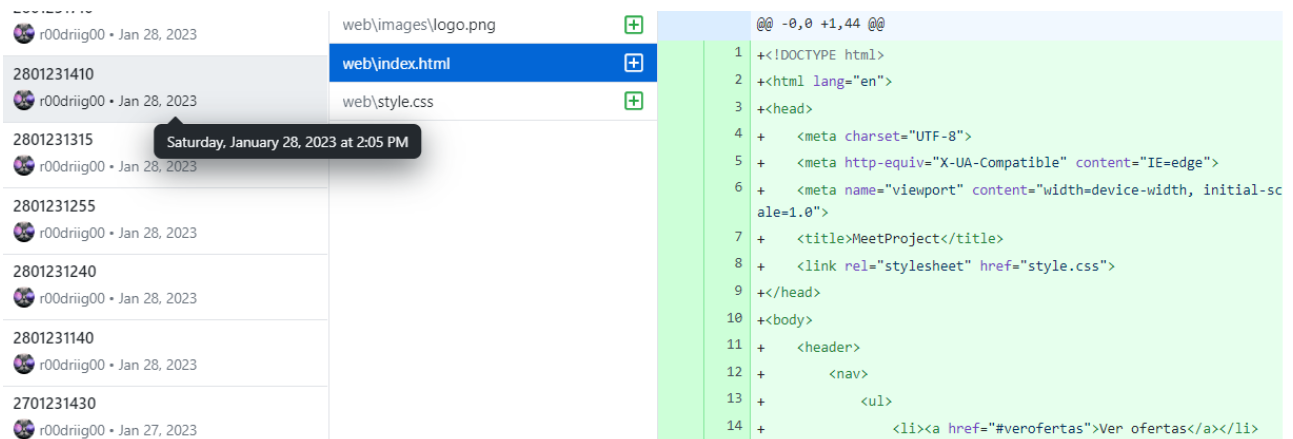 r00driig00 • Jan 28, 2023
2801231410
r00driig00 • Jan 28, 2023
Saturday, January 28, 2023 at 2:05 PM
2801231315
r00driig00 • Jan 28, 2023
2801231255
r00driig00 • Jan 28, 2023
2801231240
r00driig00 • Jan 28, 2023
2801231140
r00driig00 • Jan 28, 2023
2701231430
r00driig00 • Jan 27, 2023
web\images\logo.png
web\index.html
web\style.css
@@ -0,0 +1,44 @@
1 +<!DOCTYPE html>
2 +<html lang="en">
3 +<head>
4 +    <meta charset="UTF-8">
5 +    <meta http-equiv="X-UA-Compatible" content="IE=edge">
6 +    <meta name="viewport" content="width=device-width, initial-sc
ale=1.0">
7 +    <title>MeetProject</title>
8 +    <link rel="stylesheet" href="style.css">
9 +</head>
10 +<body>
11 +    <header>
12 +        <nav>
13 +            <ul>
14 +                <li><a href="#verofertas">Ver ofertas</a></li>